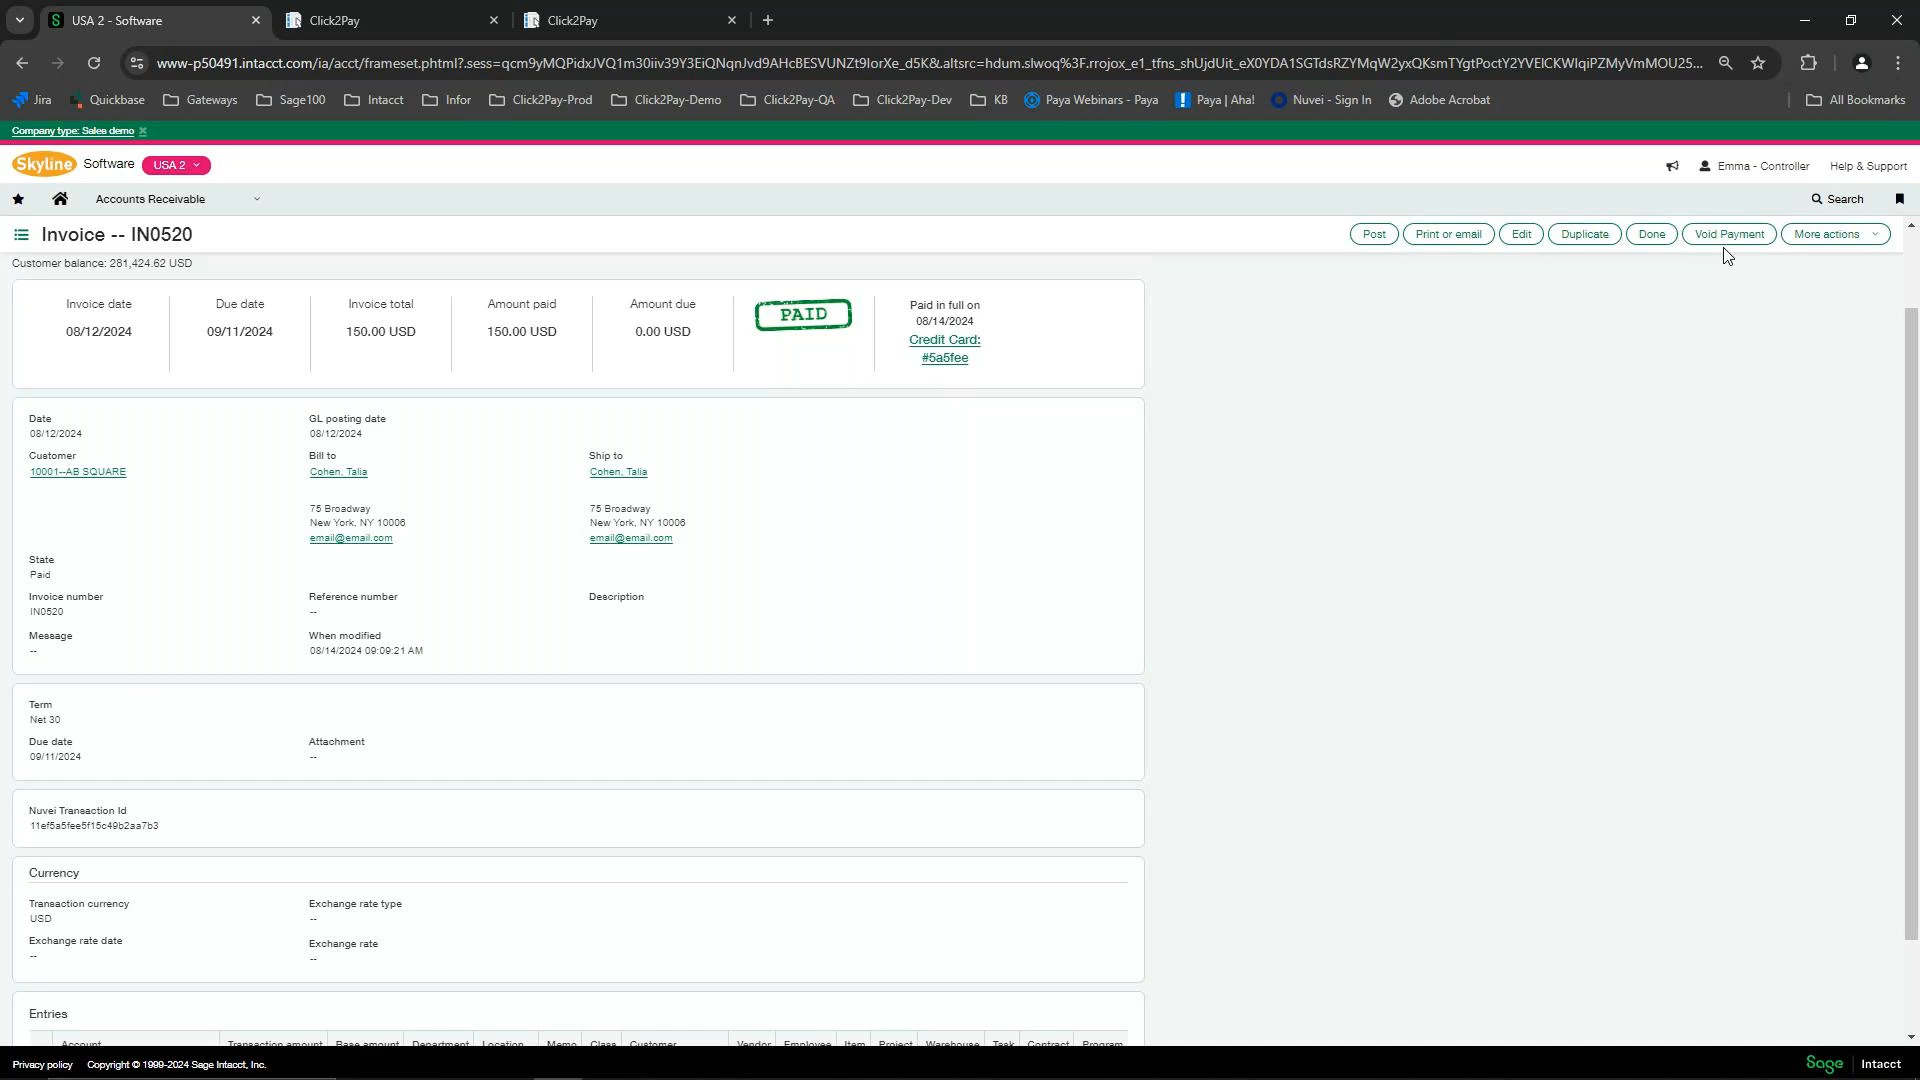 USA 2 - Software
Click2Pay
Click2Pay
www-p50491.intacct.com/ia/acct/frameset.phtml?.sess=qcm9yMQPidxJVQ1m30iiv39Y3EiQNqnJvd9AHcBESVUNZt9IorXe_d5K&.altsrc=hdum.slwoq%3F.rrojox_e1_tfns_shUjdUit_eX0YDA1SGTdsRZYMqW2yxQKsmTYgtPoctY2YVElCKWlqiPZMyVmMOU25...
Jira
Quickbase
Gateways
Sage100
Intacct
Infor
Click2Pay-Prod
Click2Pay-Demo
Click2Pay-QA
Click2Pay-Dev
KB
Paya Webinars - Paya
Paya | Aha!
Nuvei - Sign In
Adobe Acrobat
All Bookmarks
Company type: Sales demo
Skyline Software USA 2
Emma - Controller
Help & Support
Accounts Receivable
Search
Invoice -- IN0520
Post
Print or email
Edit
Duplicate
Done
Void Payment
More actions
Customer balance: 281,424.62 USD
Invoice date
08/12/2024
Due date
09/11/2024
Invoice total
150.00 USD
Amount paid
150.00 USD
Amount due
0.00 USD
PAID
Paid in full on
08/14/2024
Credit Card:
#5a5fee
Date
08/12/2024
GL posting date
08/12/2024
Customer
10001--AB SQUARE
Bill to
Cohen, Talia
75 Broadway
New York, NY 10006
email@email.com
Ship to
Cohen, Talia
75 Broadway
New York, NY 10006
email@email.com
State
Paid
Invoice number
IN0520
Reference number
--
Description
Message
--
When modified
08/14/2024 09:09:21 AM
Term
Net 30
Due date
09/11/2024
Attachment
--
Nuvei Transaction Id
11ef5a5fee5f15c49b2aa7b3
Currency
Transaction currency
USD
Exchange rate type
--
Exchange rate date
--
Exchange rate
--
Entries
Account Transaction amount Base amount Department Location Memo Class Customer Vendor Employee Item Project Warehouse Task Contract Program
Privacy policy
Copyright © 1999-2024 Sage Intacct, Inc.
Sage Intacct